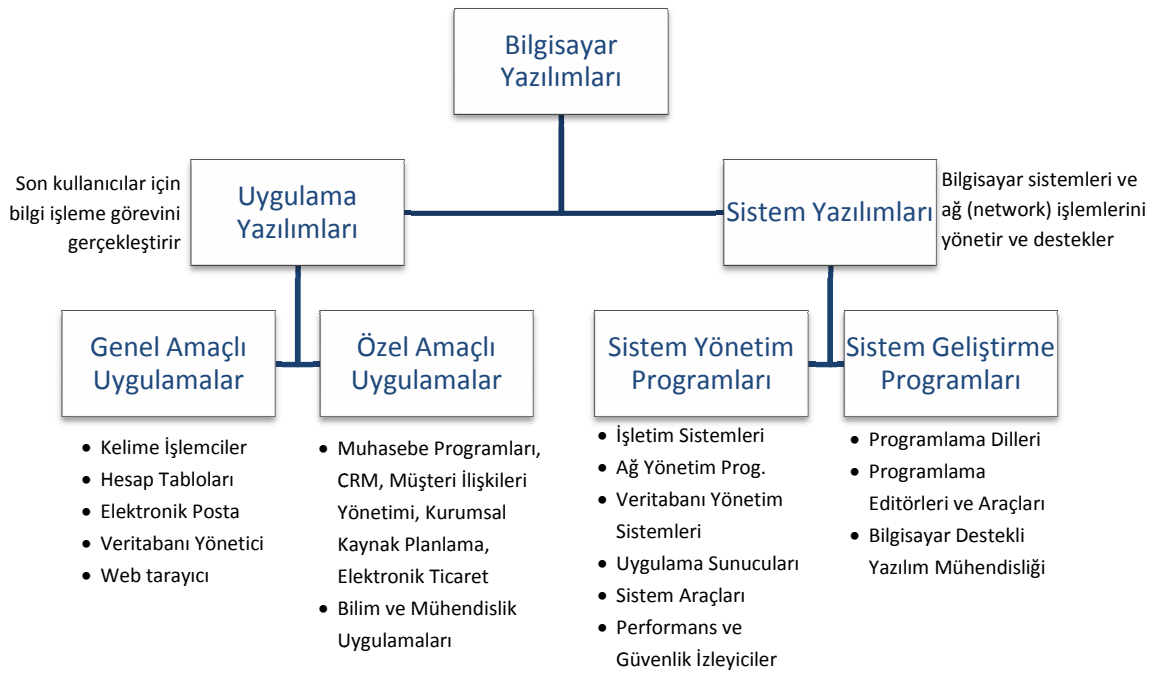 Bilgisayar
Yazılımları
Son kullanıcılar için
bilgi işleme görevini
gerçekleştirir
Uygulama
Yazılımları
Sistem Yazılımları
Bilgisayar sistemleri ve
ağ (network) işlemlerini
yönetir ve destekler
Genel Amaçlı
Uygulamalar
Özel Amaçlı
Uygulamalar
Sistem Yönetim
Programları
Sistem Geliştirme
Programları
• Kelime İşlemciler
• Hesap Tabloları
• Elektronik Posta
• Veritabanı Yönetici
• Web tarayıcı
• Muhasebe Programları,
CRM, Müşteri İlişkileri
Yönetimi, Kurumsal
Kaynak Planlama,
Elektronik Ticaret
• Bilim ve Mühendislik
Uygulamaları
• İşletim Sistemleri
• Ağ Yönetim Prog.
• Veritabanı Yönetim
Sistemleri
• Uygulama Sunucuları
• Sistem Araçları
• Performans ve
Güvenlik İzleyiciler
• Programlama Dilleri
• Programlama
Editörleri ve Araçları
• Bilgisayar Destekli
Yazılım Mühendisliği